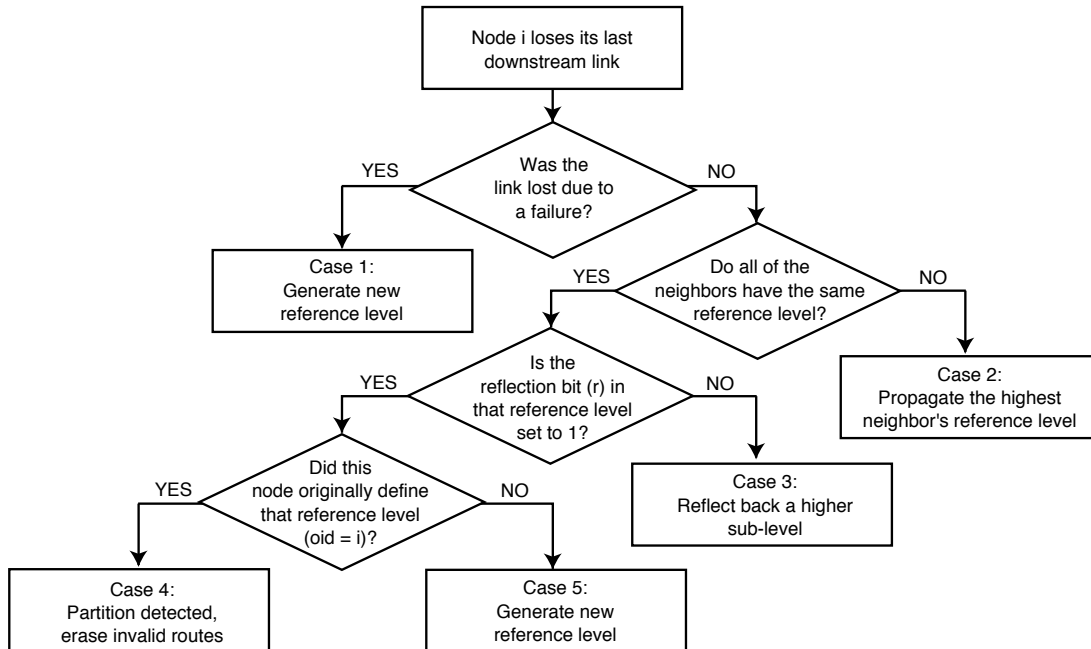 Node i loses its last
downstream link
Was the
link lost due to
a failure?
YES
NO
Case 1:
Generate new
reference level
Do all of the
neighbors have the same
reference level?
YES
NO
Case 2:
Propagate the highest
neighbor's reference level
Is the
reflection bit (r) in
that reference level
set to 1?
YES
NO
Case 3:
Reflect back a higher
sub-level
Did this
node originally define
that reference level
(oid = i)?
YES
NO
Case 4:
Partition detected,
erase invalid routes
Case 5:
Generate new
reference level